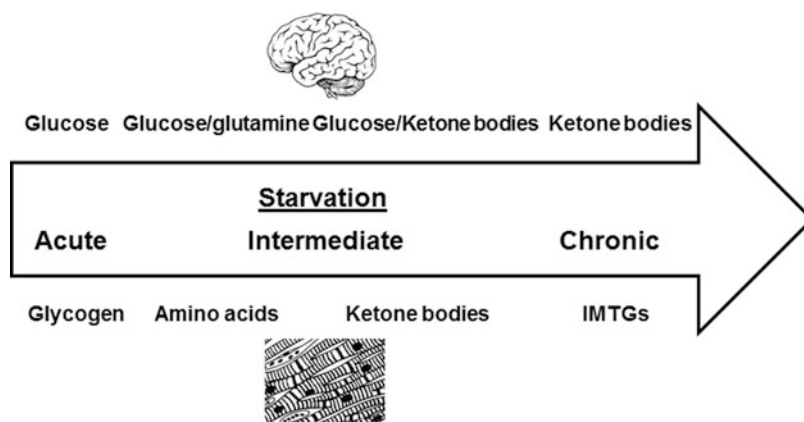 Glucose Glucose/glutamine Glucose/Ketone bodies Ketone bodies
Starvation
Acute Intermediate Chronic
Glycogen Amino acids Ketone bodies IMTGs